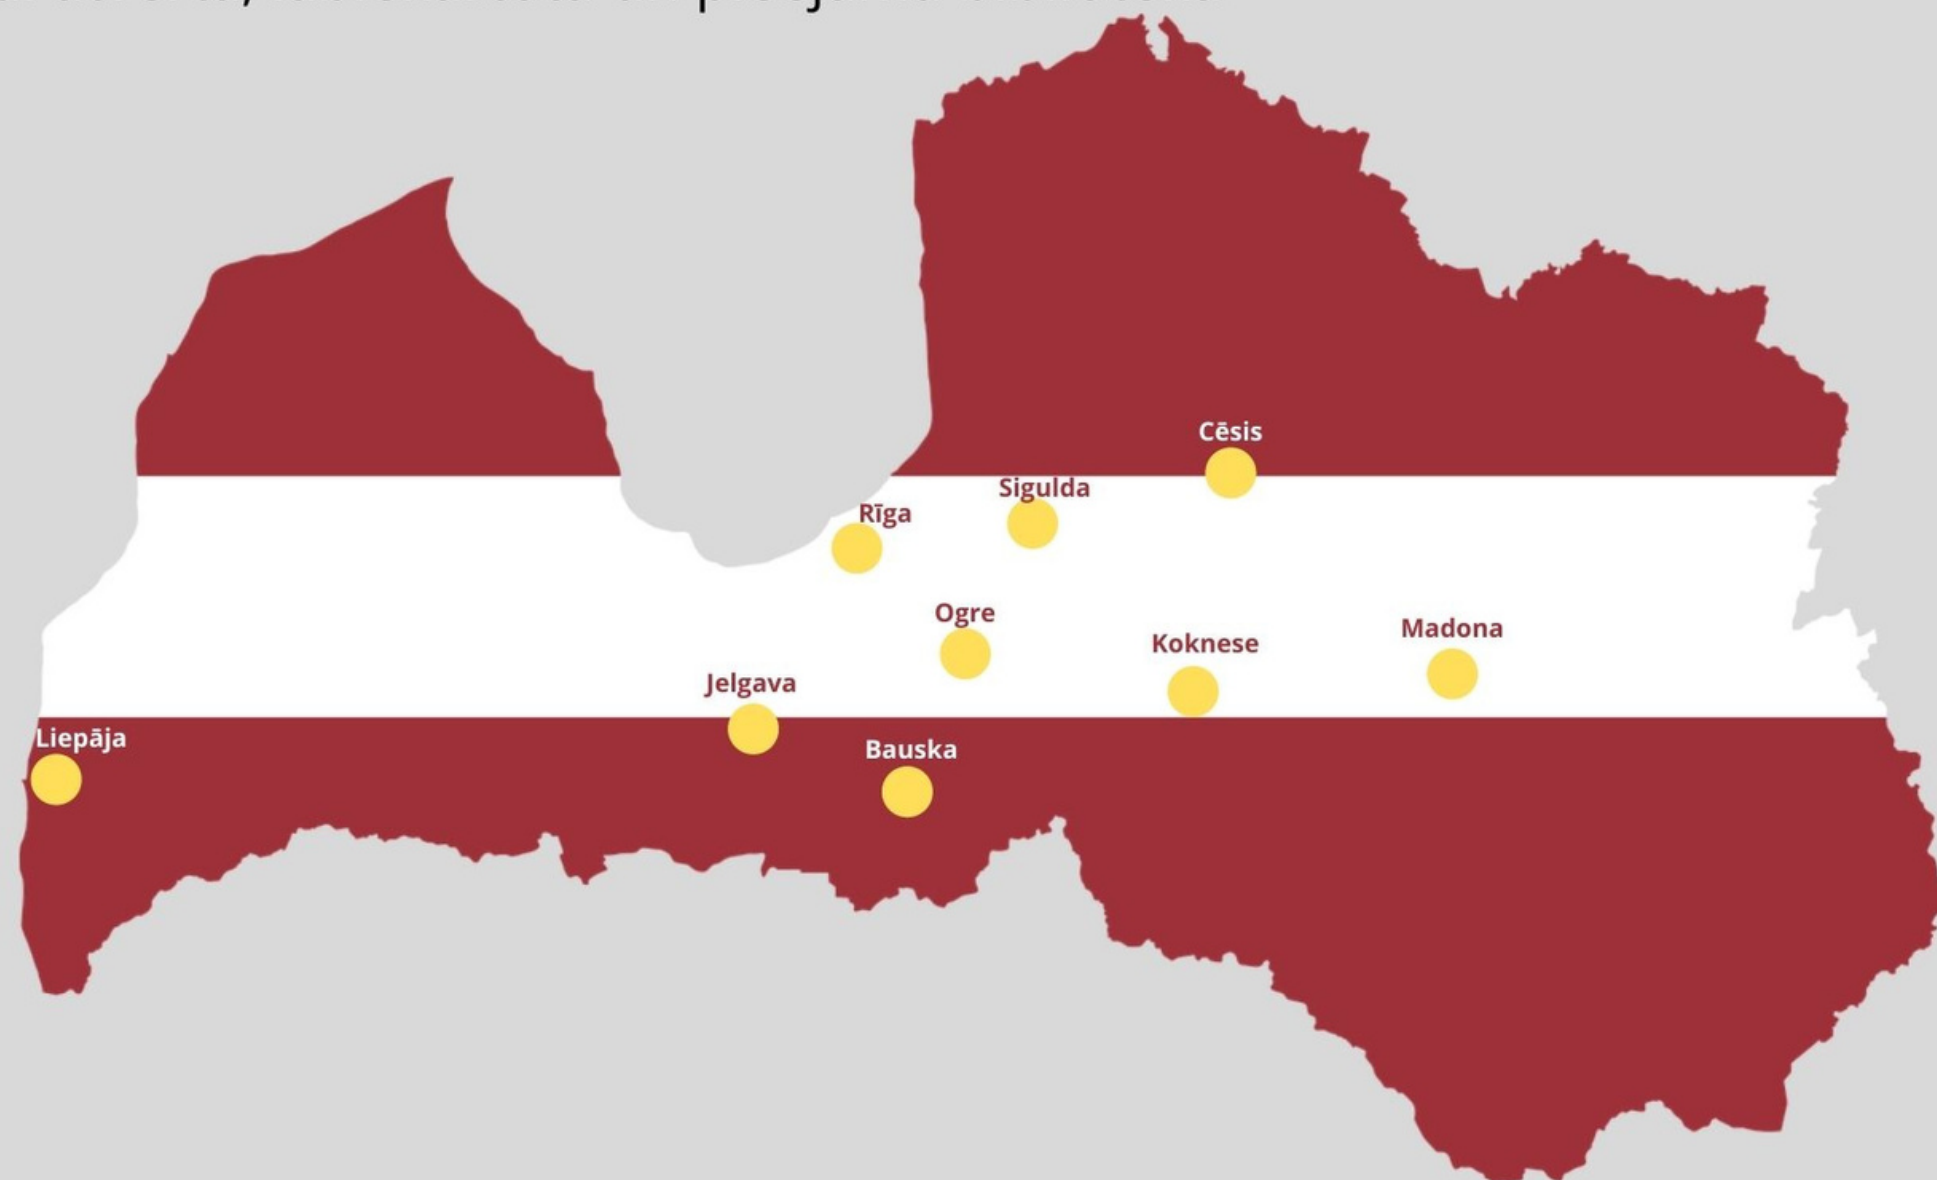 Cēsis
Sigulda
Rīga
Ogre
Madona
Koknese
Jelgava
Liepāja
Bauska